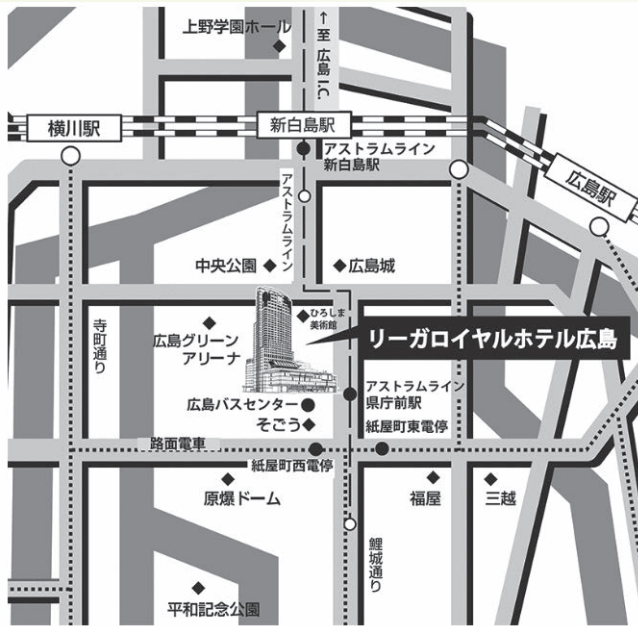 上野学園ホール
← 至 広島 I.C.
横川駅
新白島駅
アストラムライン
新白島駅
広島駅
アストラムライン
中央公園
広島城
寺町通り
広島グリーン
アリーナ
ひろしま
美術館
リーガロイヤルホテル広島
アストラムライン
県庁前駅
広島バスセンター
そごう
紙屋町東電停
路面電車
紙屋町西電停
原爆ドーム
福屋
三越
鯉城通り
平和記念公園